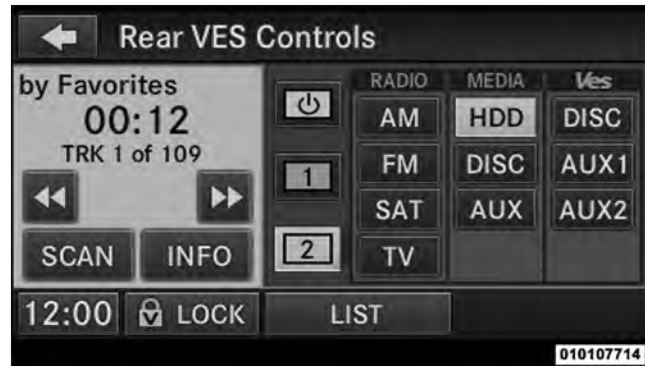 Rear VES Controls
by Favorites
00:12
TRK 1 of 109
SCAN INFO
1
2
RADIO MEDIA Ves
AM HDD DISC
FM DISC AUX1
SAT AUX AUX2
TV
12:00 LOCK LIST
010107714